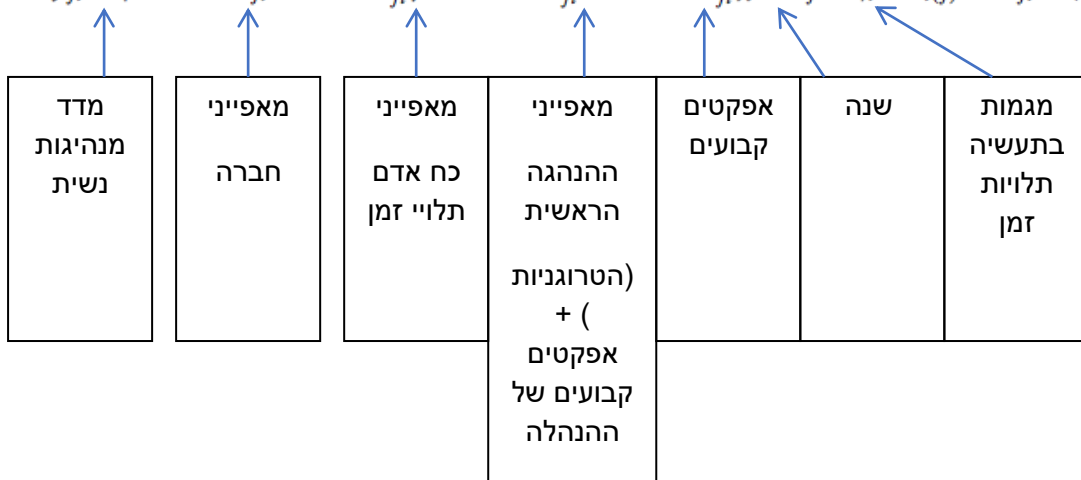 מגמות
בתעשיה
תלויות
זמן
שנה
אפקטים
קבועים
מאפייני
ההנהגה
הראשית
(הטרוגניות
) +
אפקטים
קבועים של
ההנהלה
מאפייני
כח אדם
תלויי זמן
מאפייני
חברה
מדד
מנהיגות
נשית